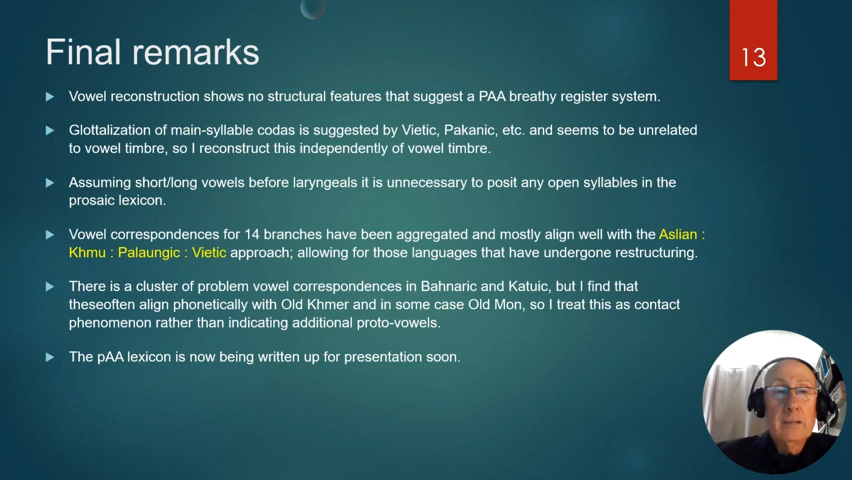 Final remarks
13
Vowel reconstruction shows no structural features that suggest a PAA breathy register system.
Glottalization of main-syllable codas is suggested by Vietic, Pakanic, etc. and seems to be unrelated
to vowel timbre, so I reconstruct this independently of vowel timbre.
Assuming short/long vowels before laryngeals it is unnecessary to posit any open syllables in the
prosaic lexicon.
Vowel correspondences for 14 branches have been aggregated and mostly align well with the Aslian :
Khmu : Palaungic : Vietic approach; allowing for those languages that have undergone restructuring.
There is a cluster of problem vowel correspondences in Bahnaric and Katuic, but I find that
theseoften align phonetically with Old Khmer and in some case Old Mon, so I treat this as contact
phenomenon rather than indicating additional proto-vowels.
The pAA lexicon is now being written up for presentation soon.